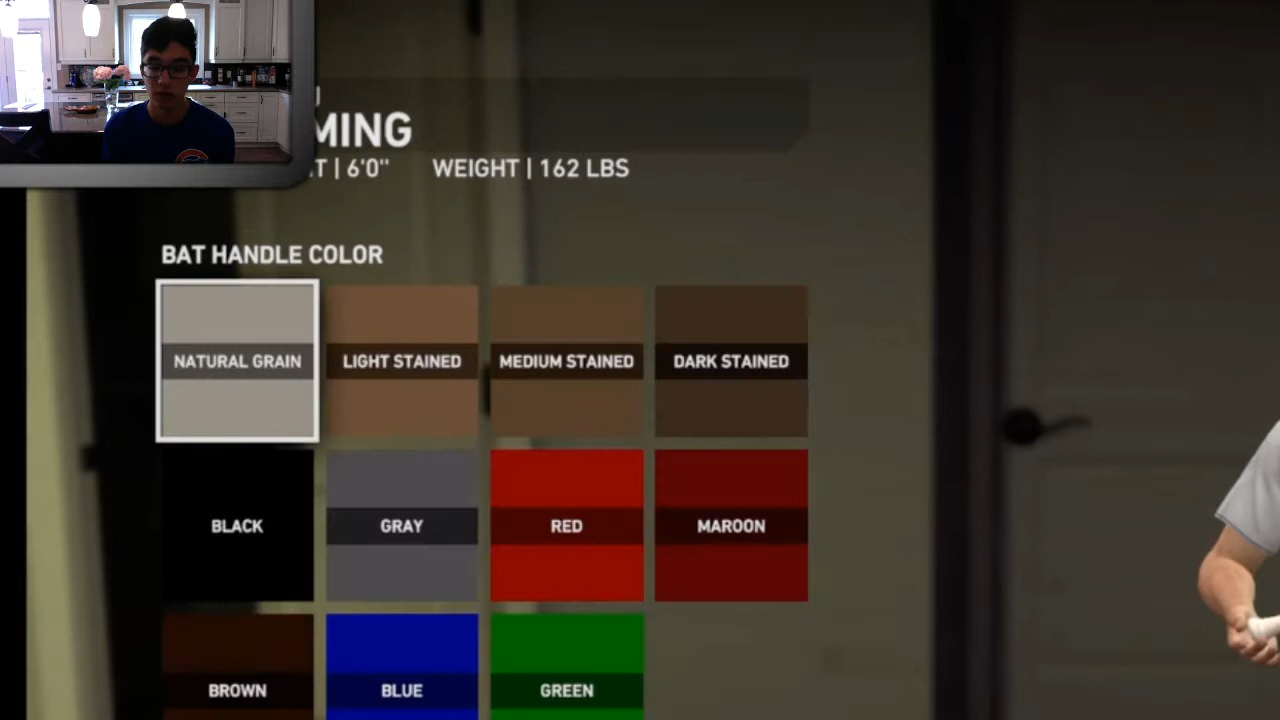 MING
T | 6'0" WEIGHT | 162 LBS
BAT HANDLE COLOR
NATURAL GRAIN LIGHT STAINED MEDIUM STAINED DARK STAINED
BLACK GRAY RED MAROON
BROWN BLUE GREEN